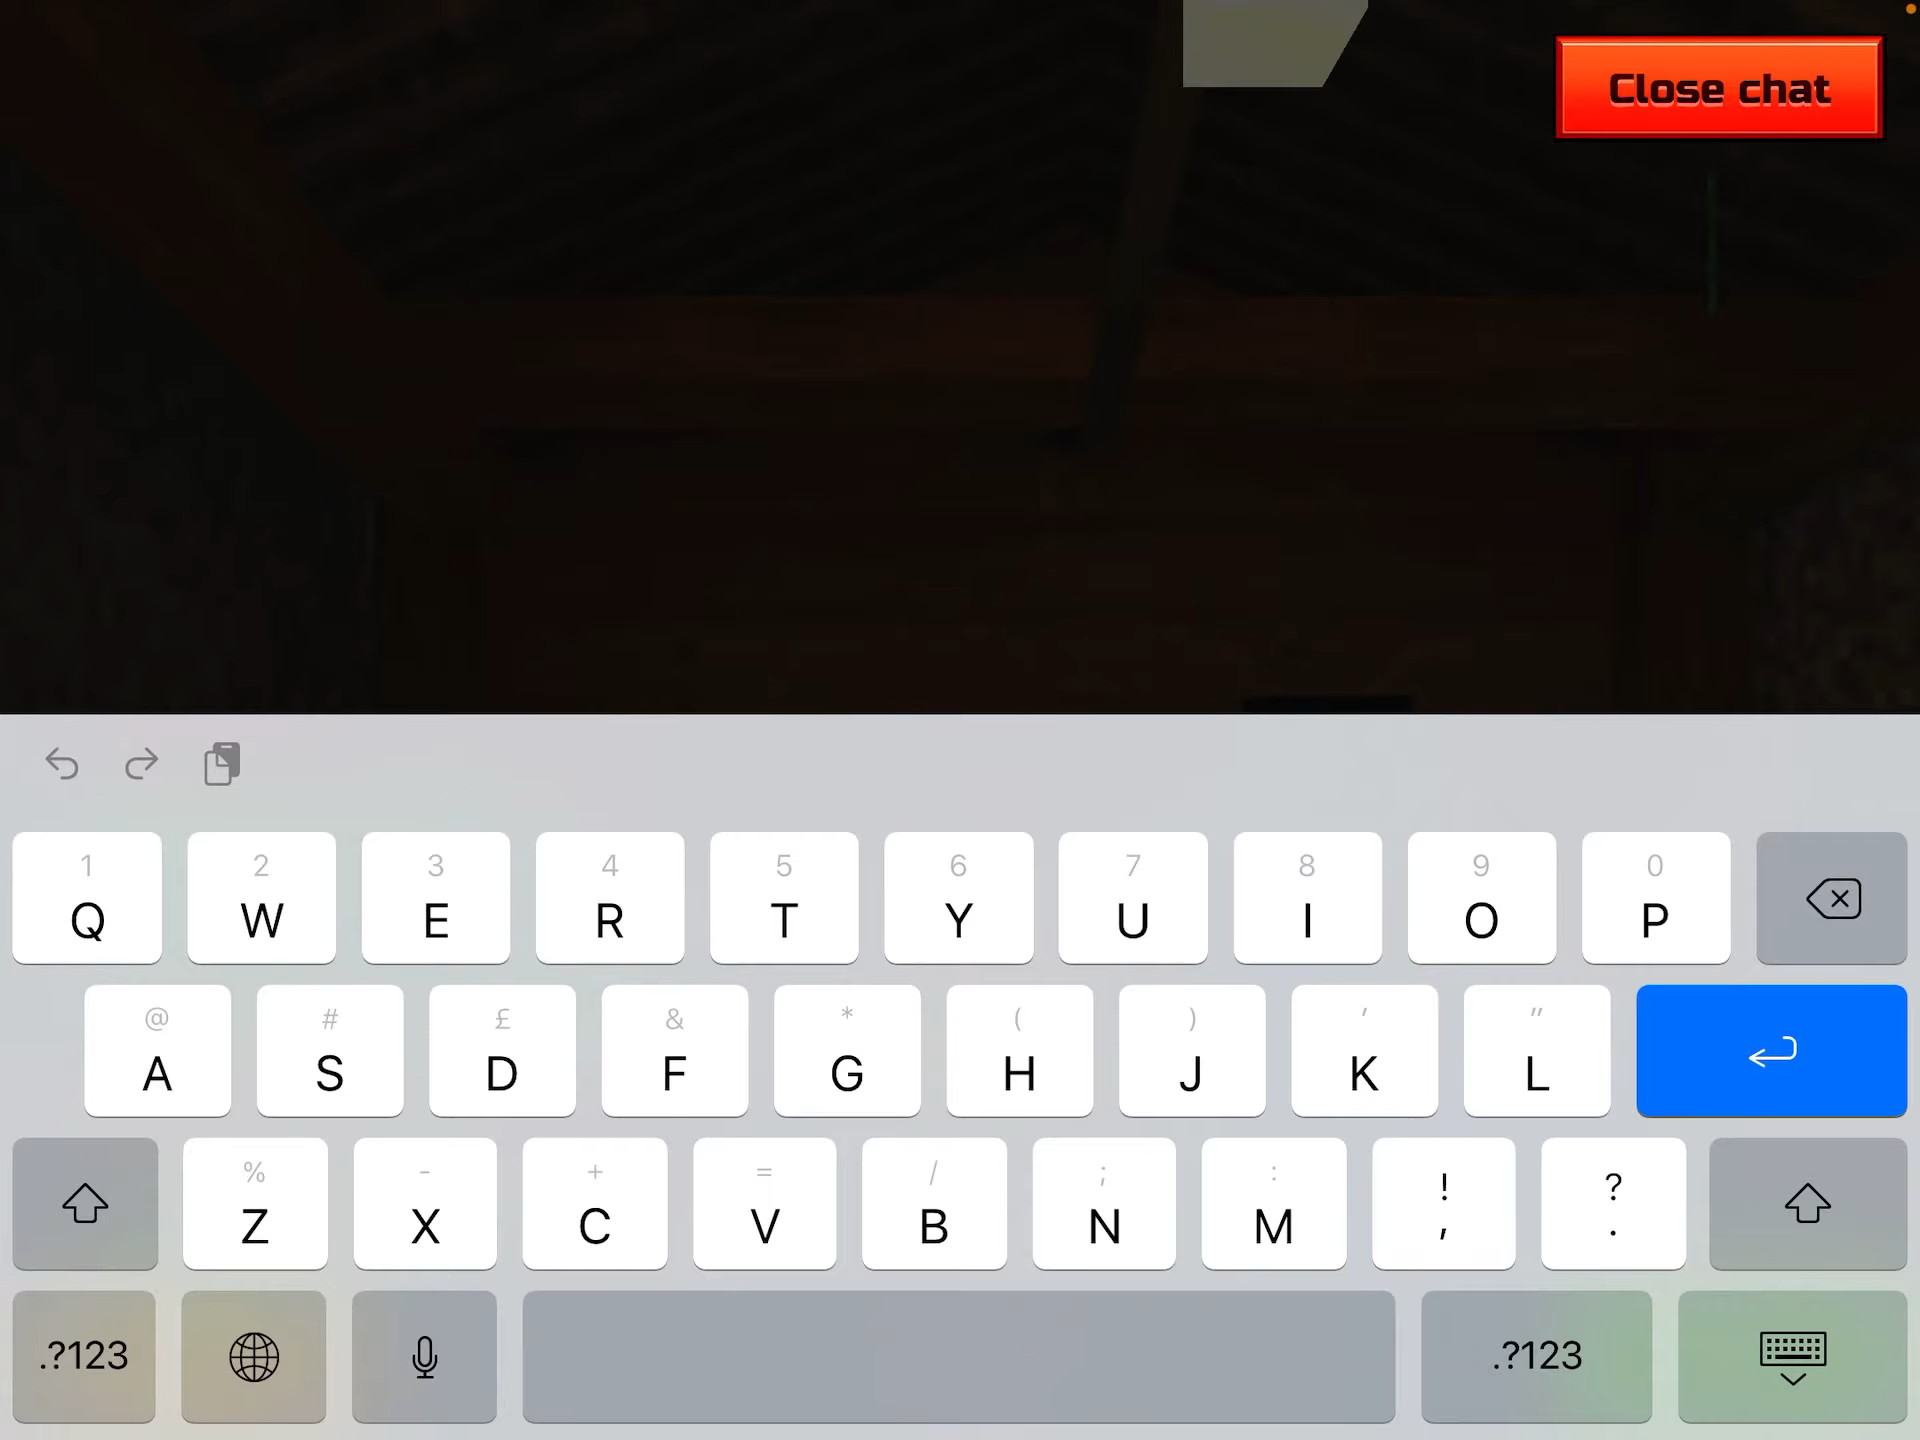 Close chat
1 2 3 4 5 6 7 8 9 0
Q W E R T Y U I O P
@ # £ & * ( ) ' "
A S D F G H J K L
% - + = / ; : ! ?
Z X C V B N M , .
.?123 .?123